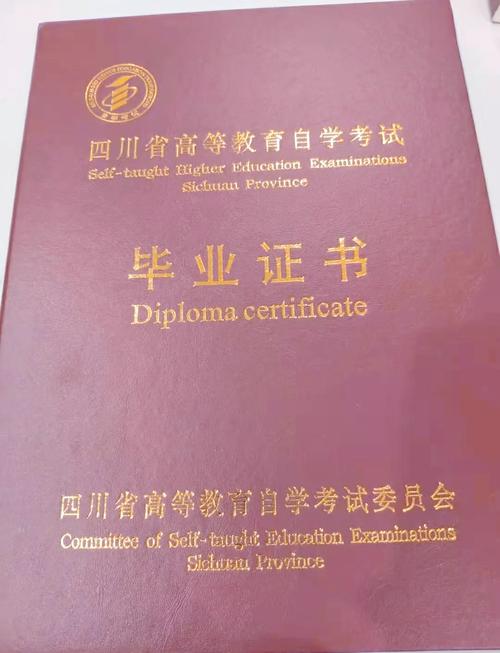 四川省高等教育自学考试
Self-taught Higher Education Examinations
Sichuan Province
毕业证书
Diploma certificate
四川省高等教育自学考试委员会
Committee of Self-taught Education Examinations
Sichuan Province